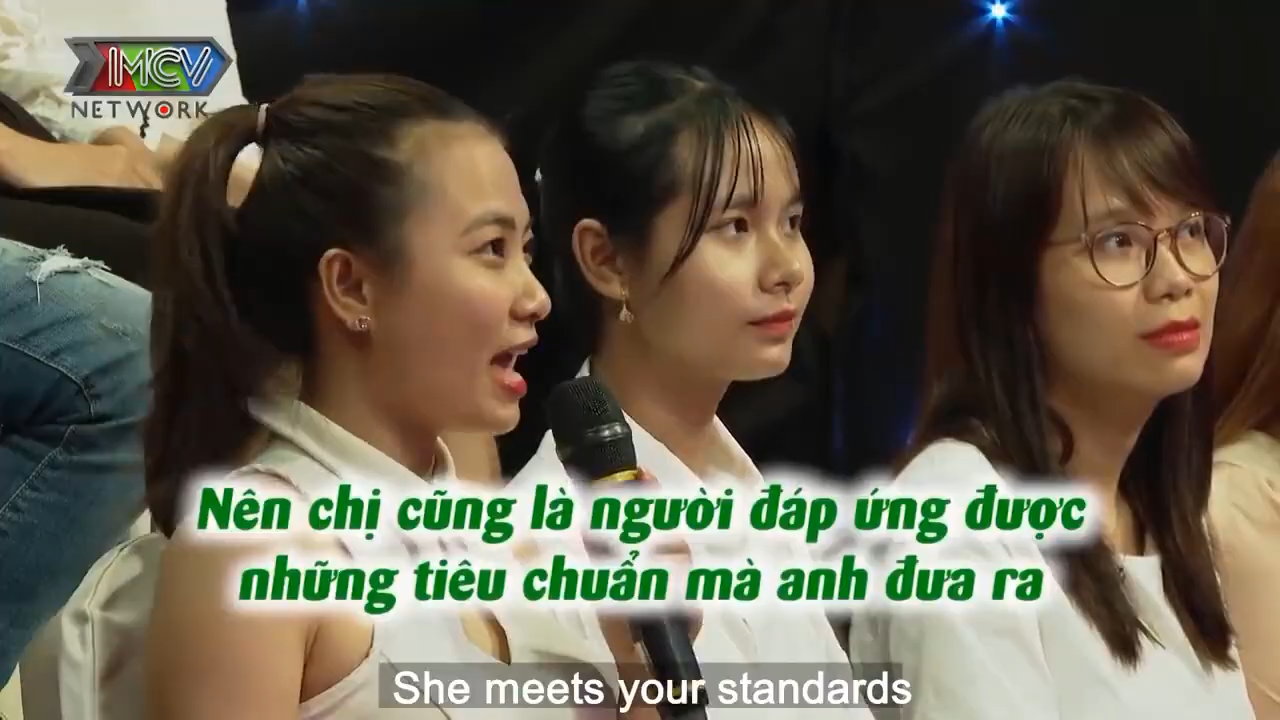 MCV
NETWORK
Nên chị cũng là người đáp ứng được
những tiêu chuẩn mà anh đưa ra
She meets your standards